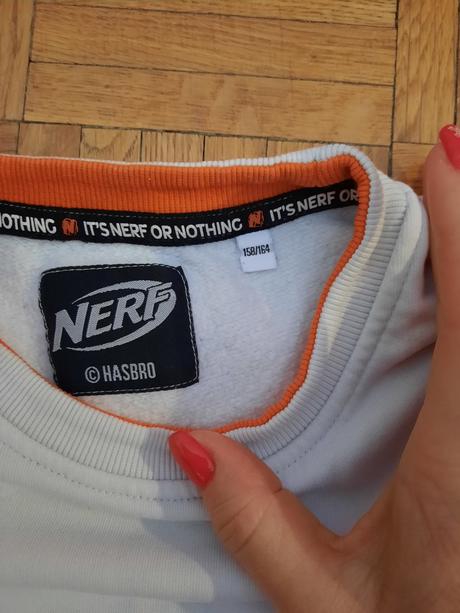 NOTHING N IT'S NERF OR NOTHING N IT'S NERF OR
158/164
NERF
© HASBRO